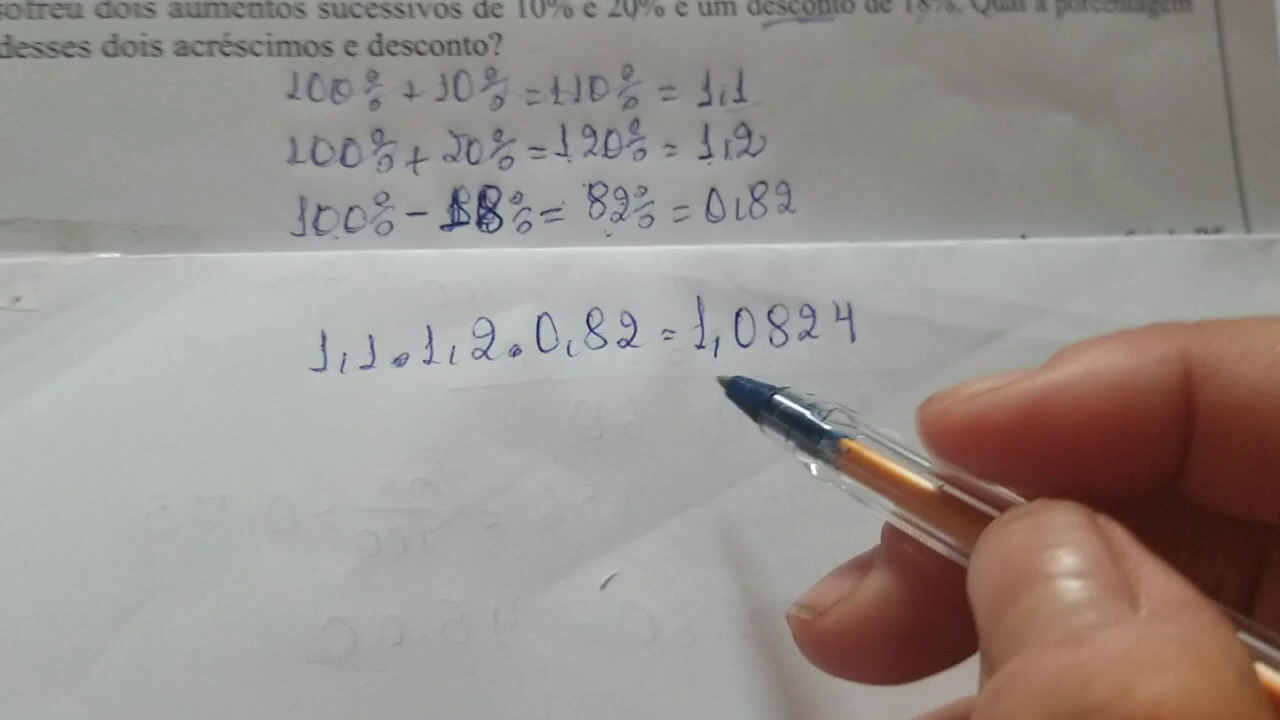 sofreu dois aumentos sucessivos de 10% e 20% e um desconto de 18%. Qual a porcentagem
desses dois acréscimos e desconto?
100% + 10% = 110% = 1,1
100% + 20% = 120% = 1,2
100% - 18% = 82% = 0,82
1,1 . 1,2 . 0,82 = 1,0824